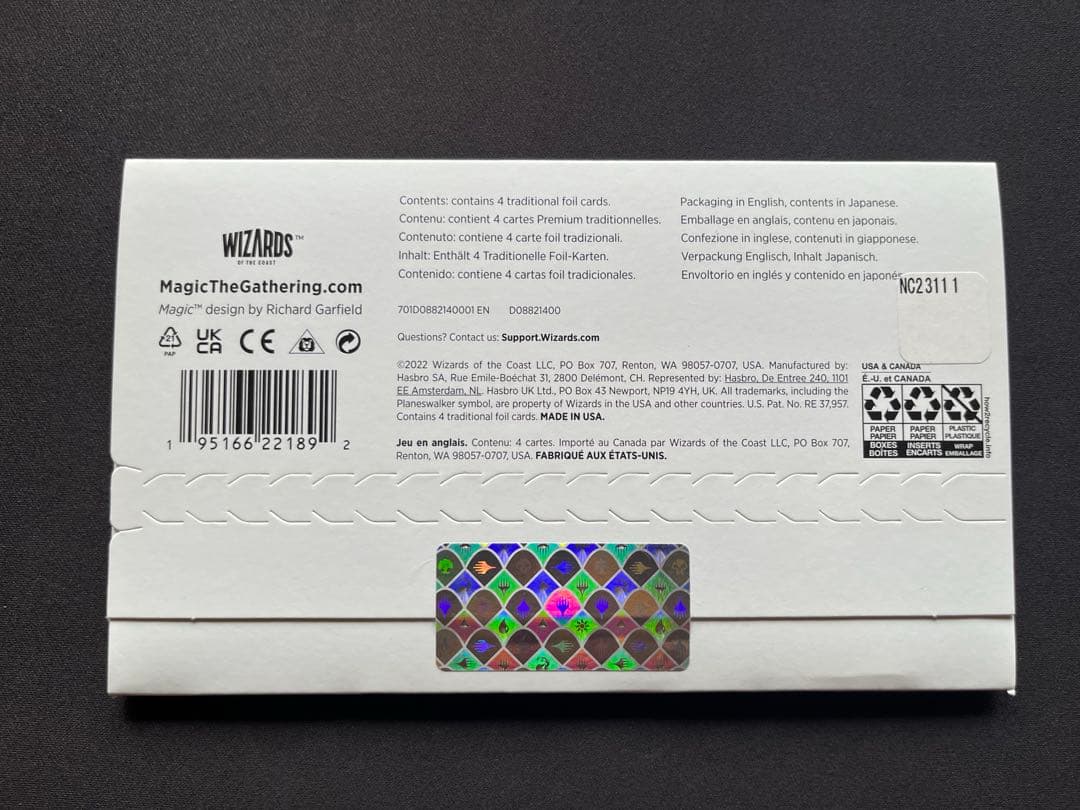 WIZARDS™
OF THE COAST
MagicTheGathering.com
Magic™ design by Richard Garfield
21
PAP
UK
CA
CE
1 95166 22189 2
Contents: contains 4 traditional foil cards.
Contenu: contient 4 cartes Premium traditionnelles.
Contenuto: contiene 4 carte foil tradizionali.
Inhalt: Enthält 4 Traditionelle Foil-Karten.
Contenido: contiene 4 cartas foil tradicionales.
Packaging in English, contents in Japanese.
Emballage en anglais, contenu en japonais.
Confezione in inglese, contenuti in giapponese.
Verpackung Englisch, Inhalt Japanisch.
Envoltorio en inglés y contenido en japonés
NC23111
701D0882140001 EN D08821400
Questions? Contact us: Support.Wizards.com
©2022 Wizards of the Coast LLC, PO Box 707, Renton, WA 98057-0707, USA. Manufactured by:
Hasbro SA, Rue Emile-Boéchat 31, 2800 Delémont, CH. Represented by: Hasbro, De Entree 240, 1101
EE Amsterdam, NL. Hasbro UK Ltd., PO Box 43 Newport, NP19 4YH, UK. All trademarks, including the
Planeswalker symbol, are property of Wizards in the USA and other countries. U.S. Pat. No. RE 37,957.
Contains 4 traditional foil cards. MADE IN USA.
Jeu en anglais. Contenu: 4 cartes. Importé au Canada par Wizards of the Coast LLC, PO Box 707,
Renton, WA 98057-0707, USA. FABRIQUÉ AUX ÉTATS-UNIS.
USA & CANADA
É.-U. et CANADA
PAPER
PAPIER
BOXES
BOÎTES
PAPER
PAPIER
INSERTS
ENCARTS
PLASTIC
PLASTIQUE
WRAP
EMBALLAGE
how2recycle.info